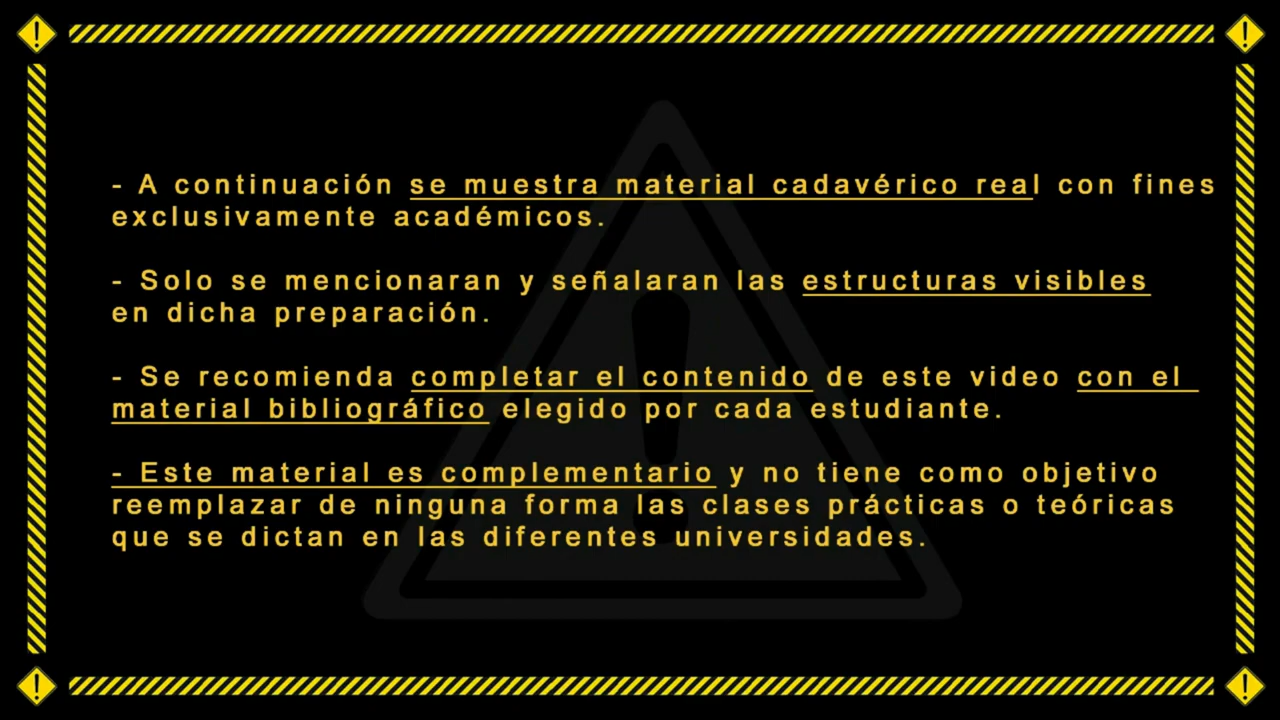 - A continuación se muestra material cadavérico real con fines
exclusivamente académicos.
- Solo se mencionaran y señalaran las estructuras visibles
en dicha preparación.
- Se recomienda completar el contenido de este video con el
material bibliográfico elegido por cada estudiante.
- Este material es complementario y no tiene como objetivo
reemplazar de ninguna forma las clases prácticas o teóricas
que se dictan en las diferentes universidades.